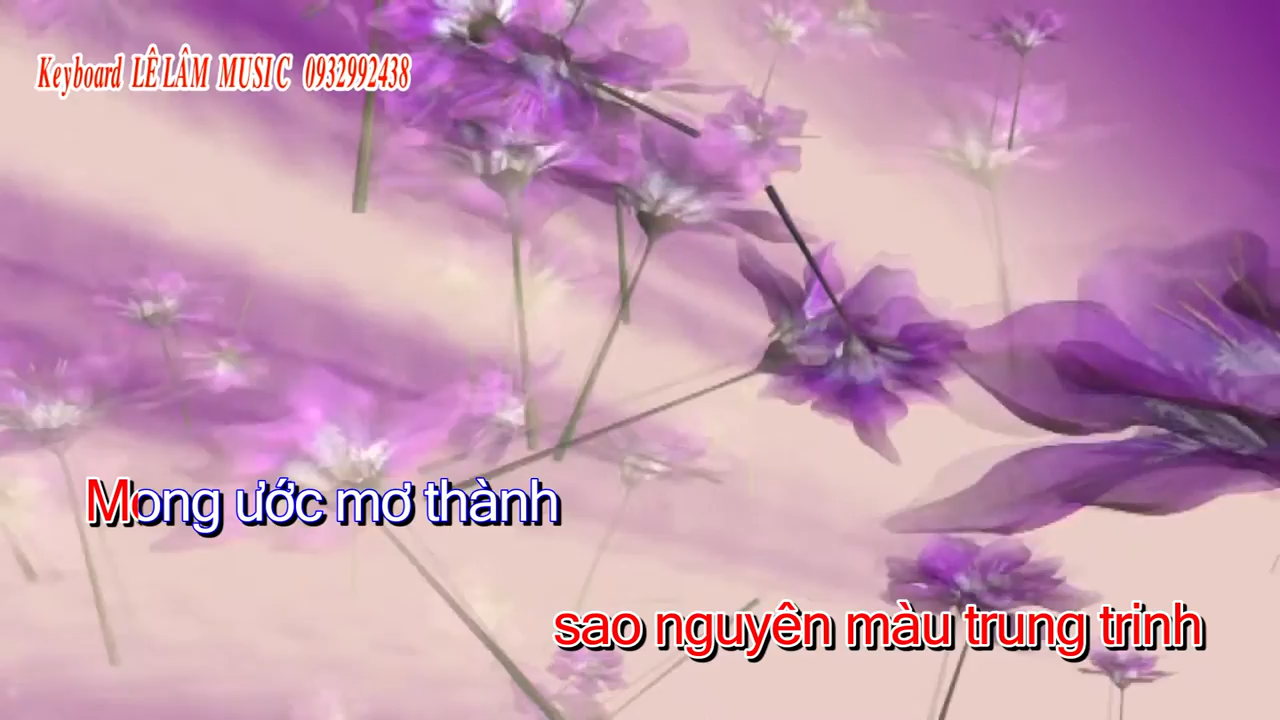 Keyboard LÊ LÂM MUSIC 0932992438
Mong ước mơ thành
sao nguyên màu trung trinh